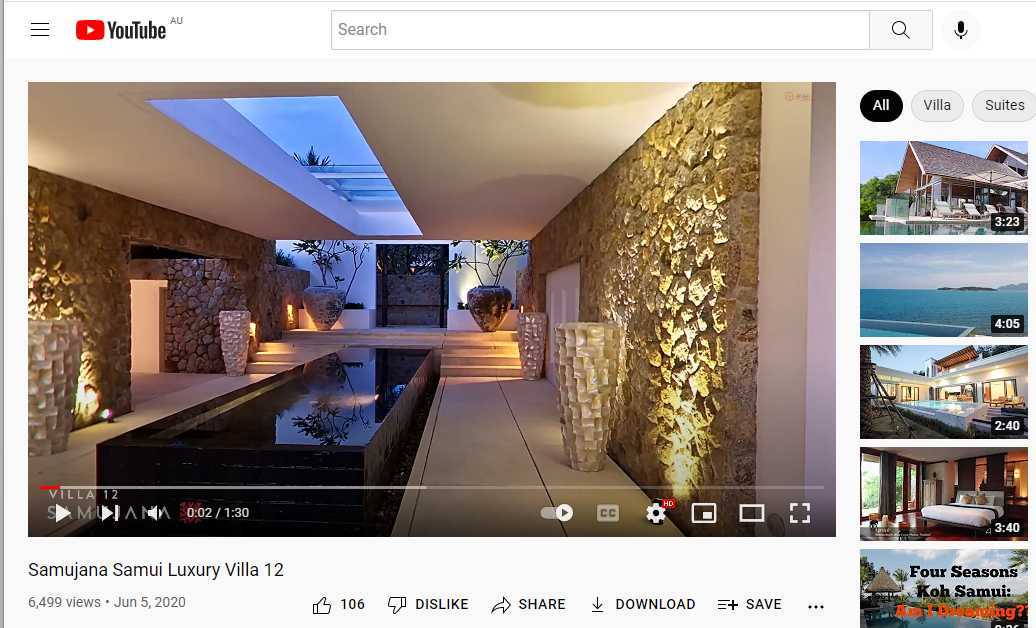 YouTube AU
Search
All
Villa
Suites
3:23
4:05
2:40
3:40
Four Seasons
Koh Samui:
Am I Dreaming??
VILLA 12
SAMUJANA
0:02 / 1:30
CC
HD
Samujana Samui Luxury Villa 12
6,499 views • Jun 5, 2020
106
DISLIKE
SHARE
DOWNLOAD
SAVE